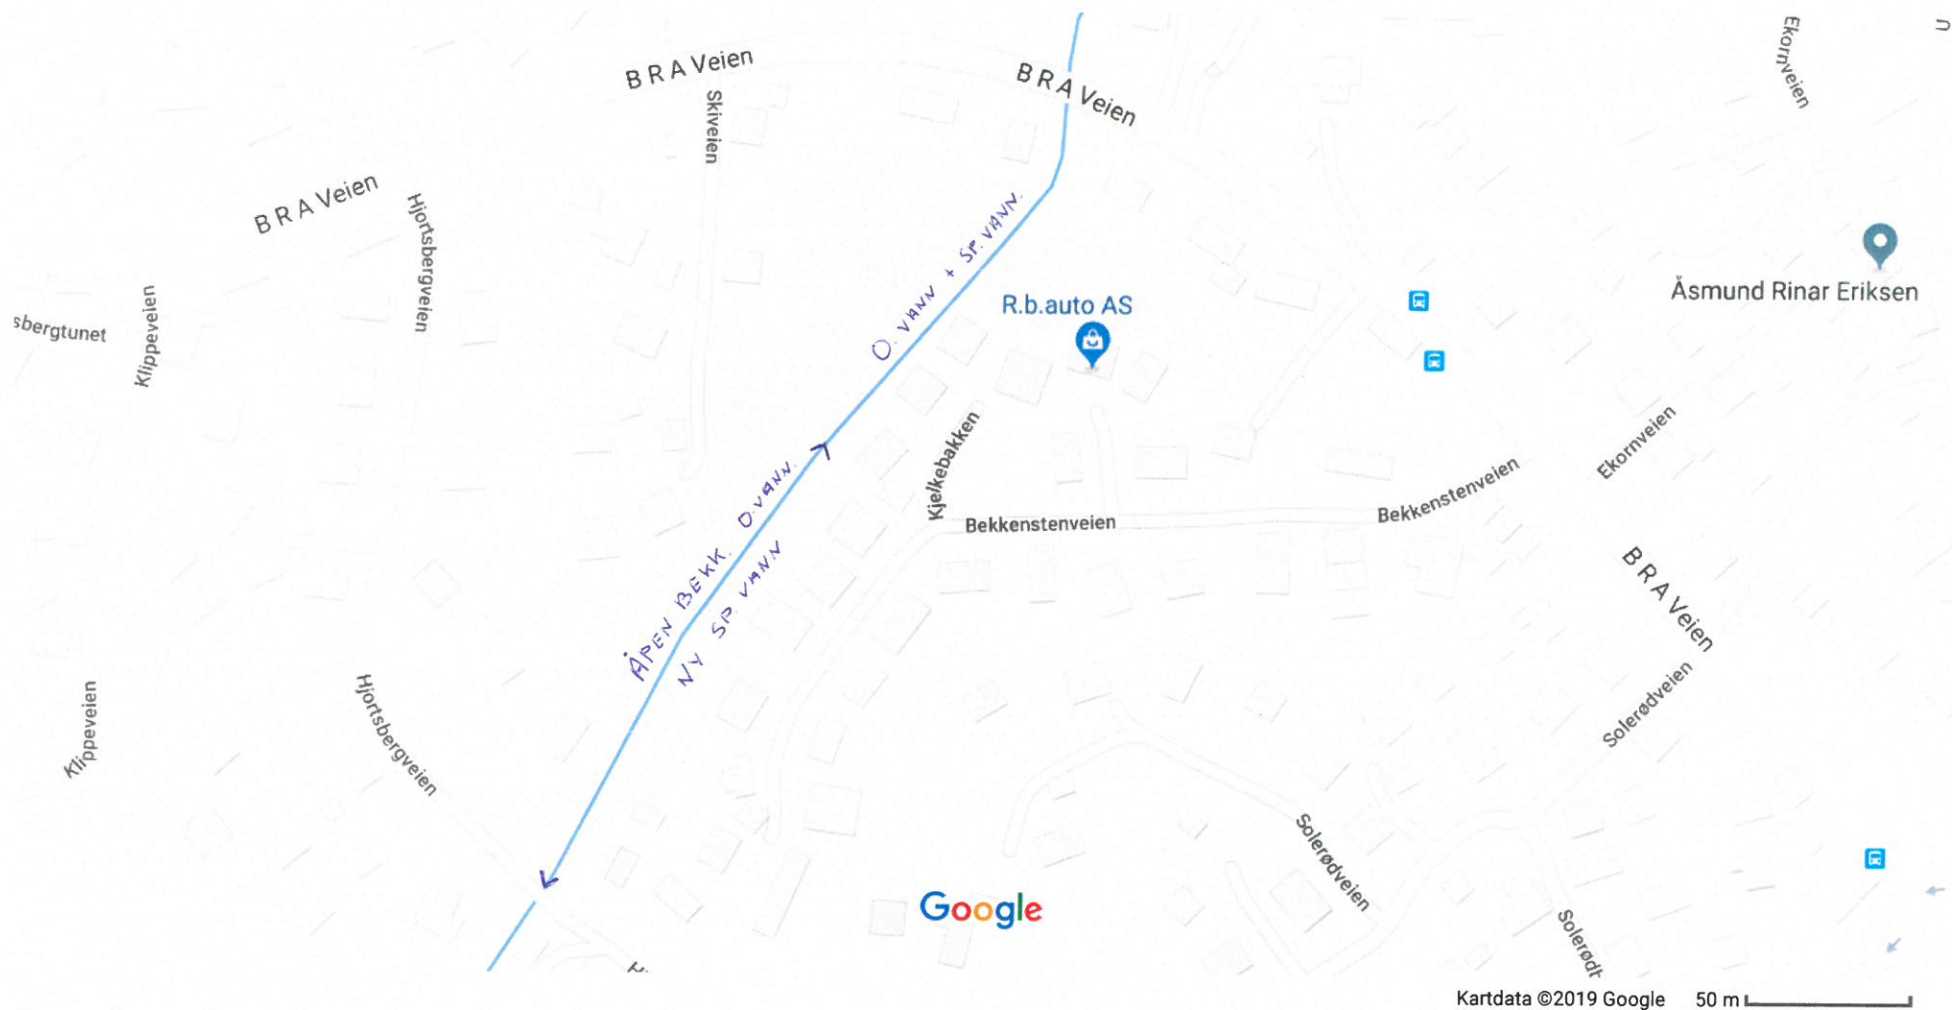 B R A Veien
B R A Veien
Ekornveien
Skiveien
B R A Veien
Hjortsbergveien
O. VANN + SP. VANN.
Åsmund Rinar Eriksen
R.b.auto AS
sbergtunet
Klippeveien
Kjelkebakken
Ekornveien
Bekkenstenveien
Bekkenstenveien
ÅPEN BEKK. O.VANN.
NY SP. VANN
B R A Veien
Klippeveien
Hjortsbergveien
Solerødveien
Solerødveien
Google
Solerødh
Kartdata ©2019 Google 50 m